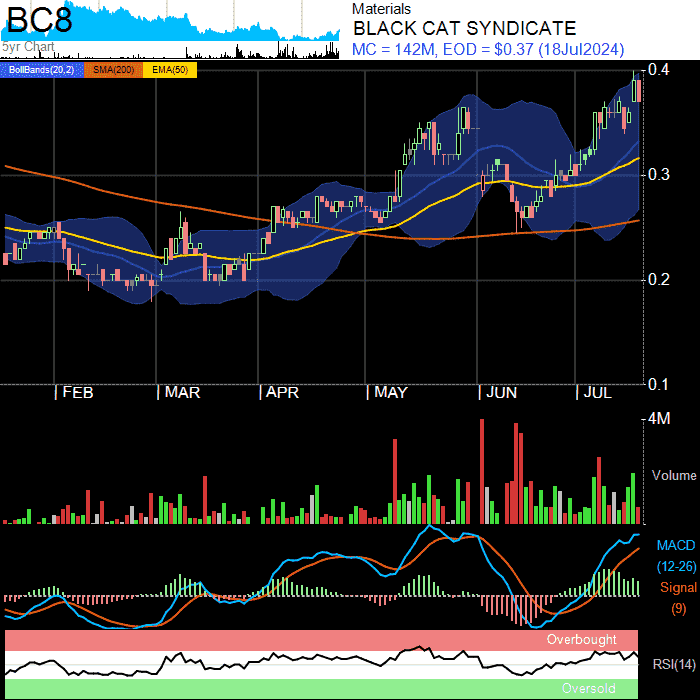 BC8
5yr Chart
Materials
BLACK CAT SYNDICATE
MC = 142M, EOD = $0.37 (18Jul2024)
BollBands(20,2) SMA(200) EMA(50)
0.4
0.3
0.2
0.1
FEB MAR APR MAY JUN JUL
4M
Volume
MACD
(12-26)
Signal
(9)
Overbought
RSI(14)
Oversold